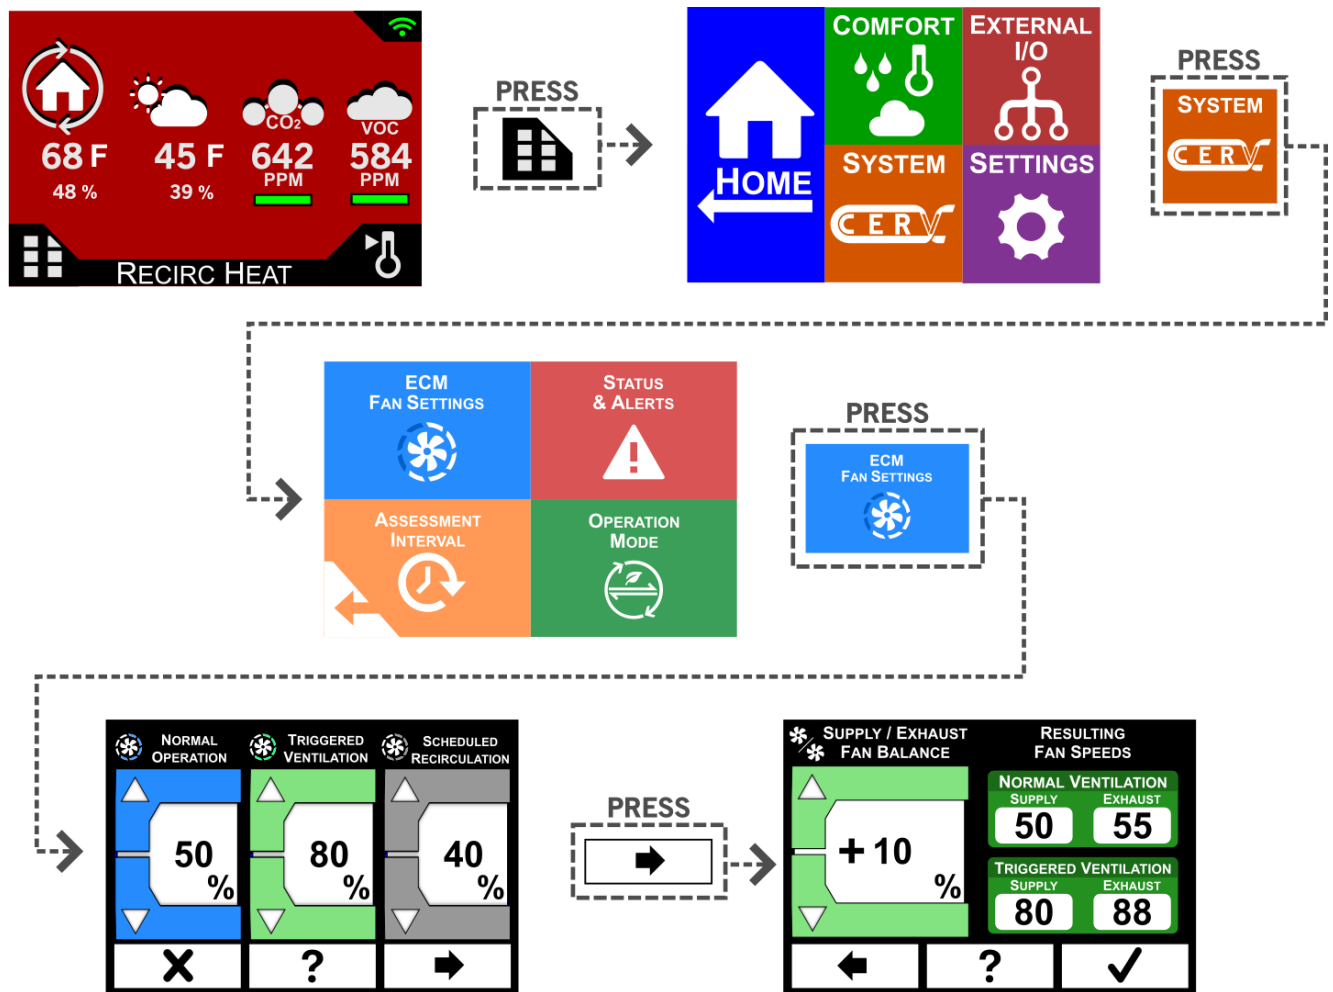 68 F
45 F
CO2
642
PPM
VOC
584
PPM
48 %
39 %
RECIRC HEAT
PRESS
HOME
COMFORT
EXTERNAL
I/O
SYSTEM
CERV
SETTINGS
PRESS
SYSTEM
CERV
ECM
FAN SETTINGS
STATUS
& ALERTS
ASSESSMENT
INTERVAL
OPERATION
MODE
PRESS
ECM
FAN SETTINGS
NORMAL
OPERATION
TRIGGERED
VENTILATION
SCHEDULED
RECIRCULATION
50
%
80
%
40
%
X
?
PRESS
SUPPLY / EXHAUST
FAN BALANCE
RESULTING
FAN SPEEDS
+ 10
%
NORMAL VENTILATION
SUPPLY EXHAUST
50 55
TRIGGERED VENTILATION
SUPPLY EXHAUST
80 88
?